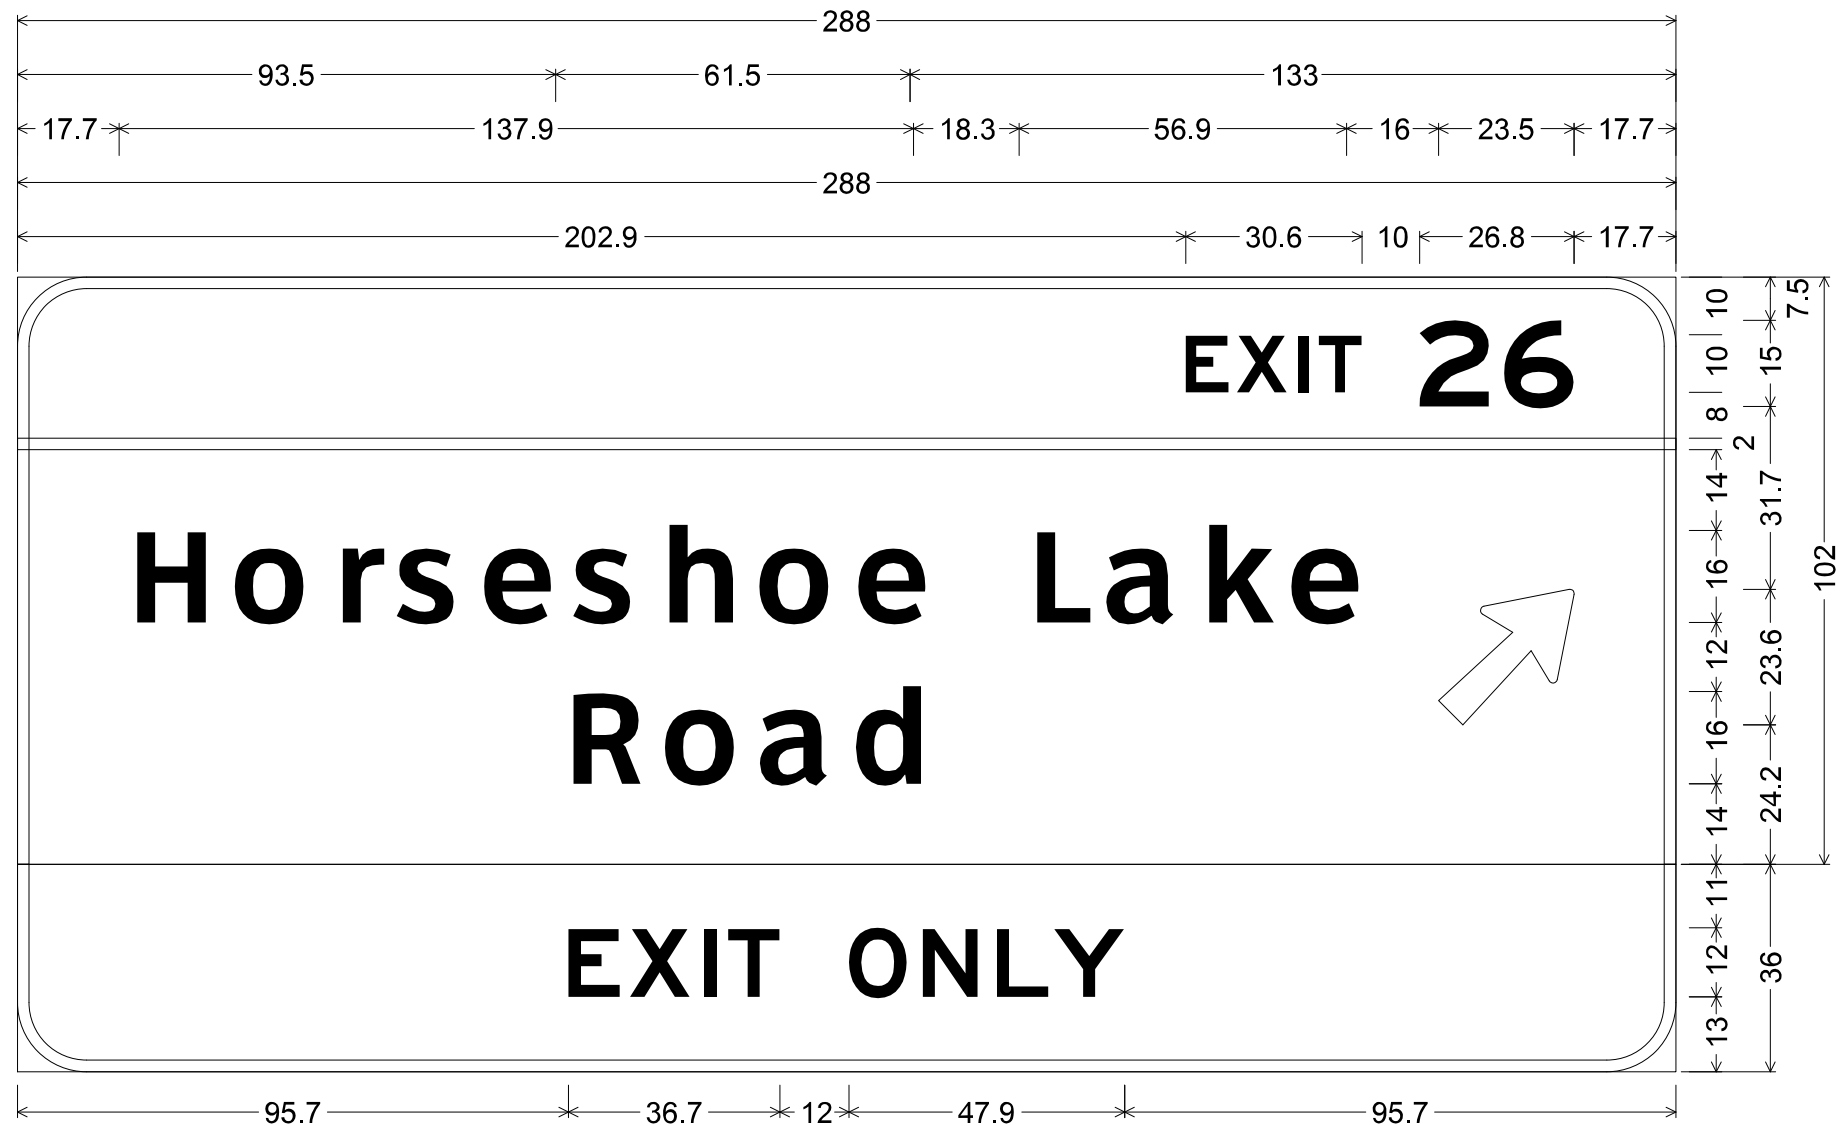 288
93.5 61.5 133
17.7 137.9 18.3 56.9 16 23.5 17.7
288
202.9 30.6 10 26.8 17.7
EXIT 26
Horseshoe Lake
Road
EXIT ONLY
10 10 8 2 14 16 12 16 14 11 12 13
7.5 15 31.7 23.6 24.2 36
102
95.7 36.7 12 47.9 95.7